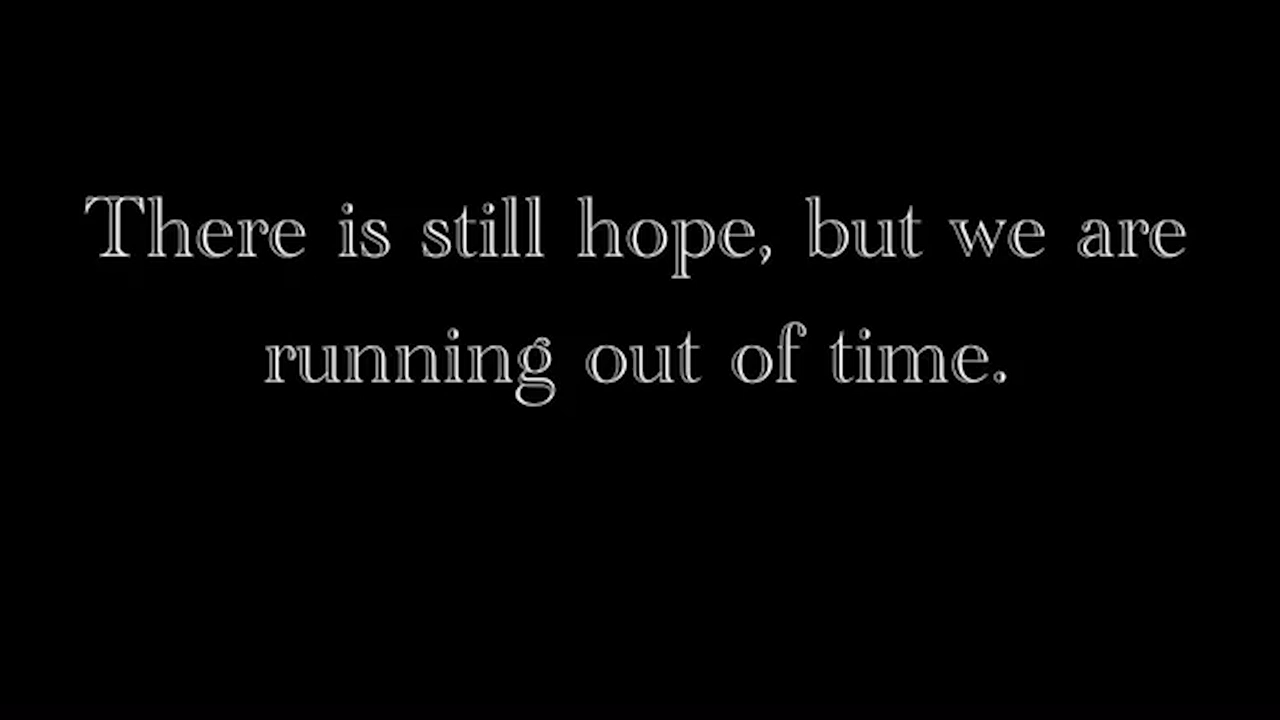 There is still hope, but we are
running out of time.